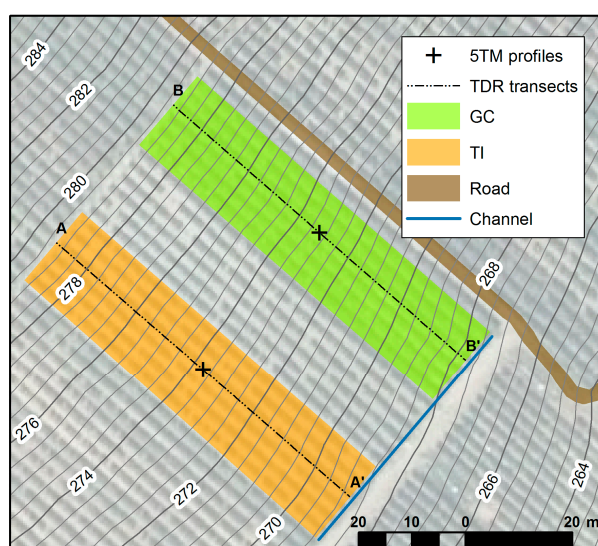 284
282
280
278
276
274
272
270
268
266
264
B
A
B'
A'
5TM profiles
TDR transects
GC
TI
Road
Channel
20 10 0 20 m